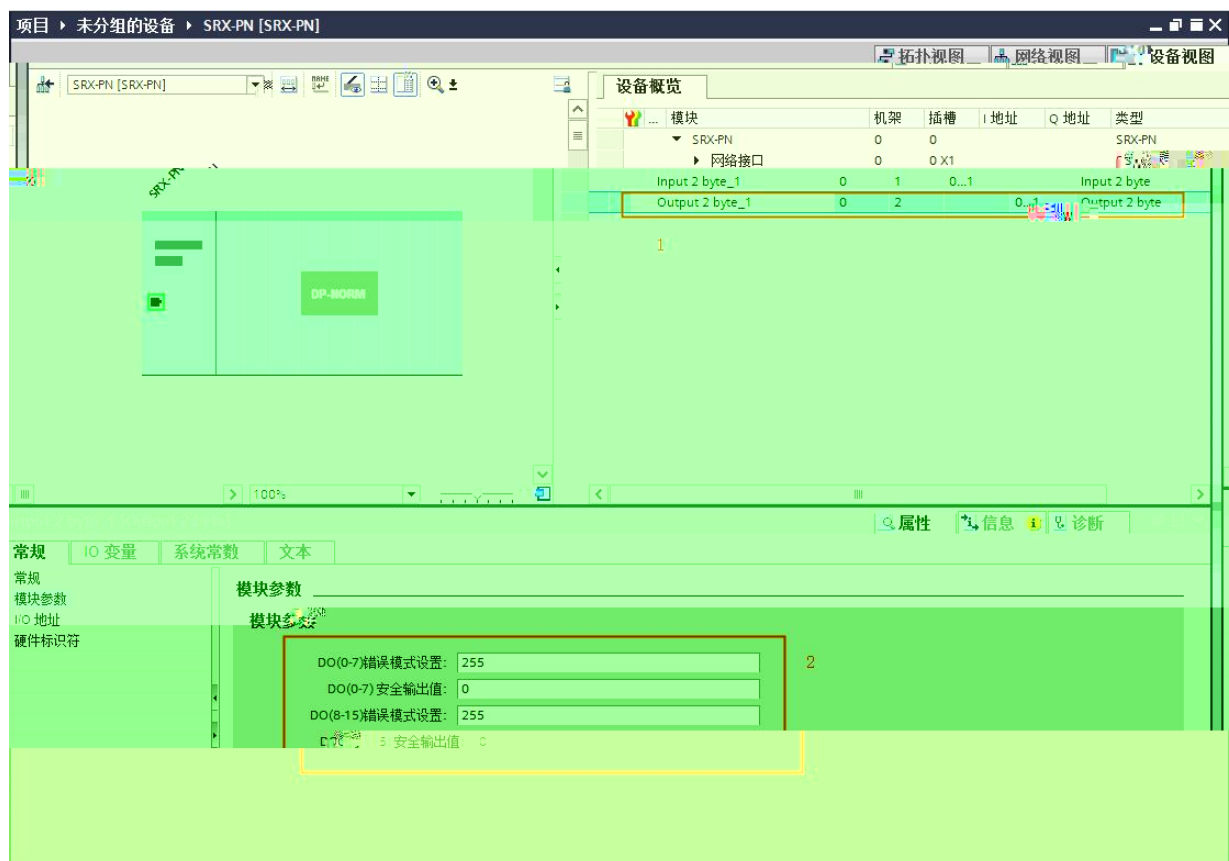 项目 ▸ 未分组的设备 ▸ SRX-PN [SRX-PN]
拓扑视图 网络视图 设备视图
SRX-PN [SRX-PN]
设备概览
... 模块 机架 插槽 I 地址 Q 地址 类型
SRX-PN 0 0 SRX-PN
网络接口 0 0 X1
Input 2 byte_1 0 1 0...1 Input 2 byte
Output 2 byte_1 0 2 0...1 Output 2 byte
1
DP-NORM
100%
属性 信息 诊断
常规 IO 变量 系统常数 文本
常规
模块参数
I/O 地址
硬件标识符
模块参数
模块参数
DO(0-7)错误模式设置: 255
2
DO(0-7) 安全输出值: 0
DO(8-15)错误模式设置: 255
安全输出值